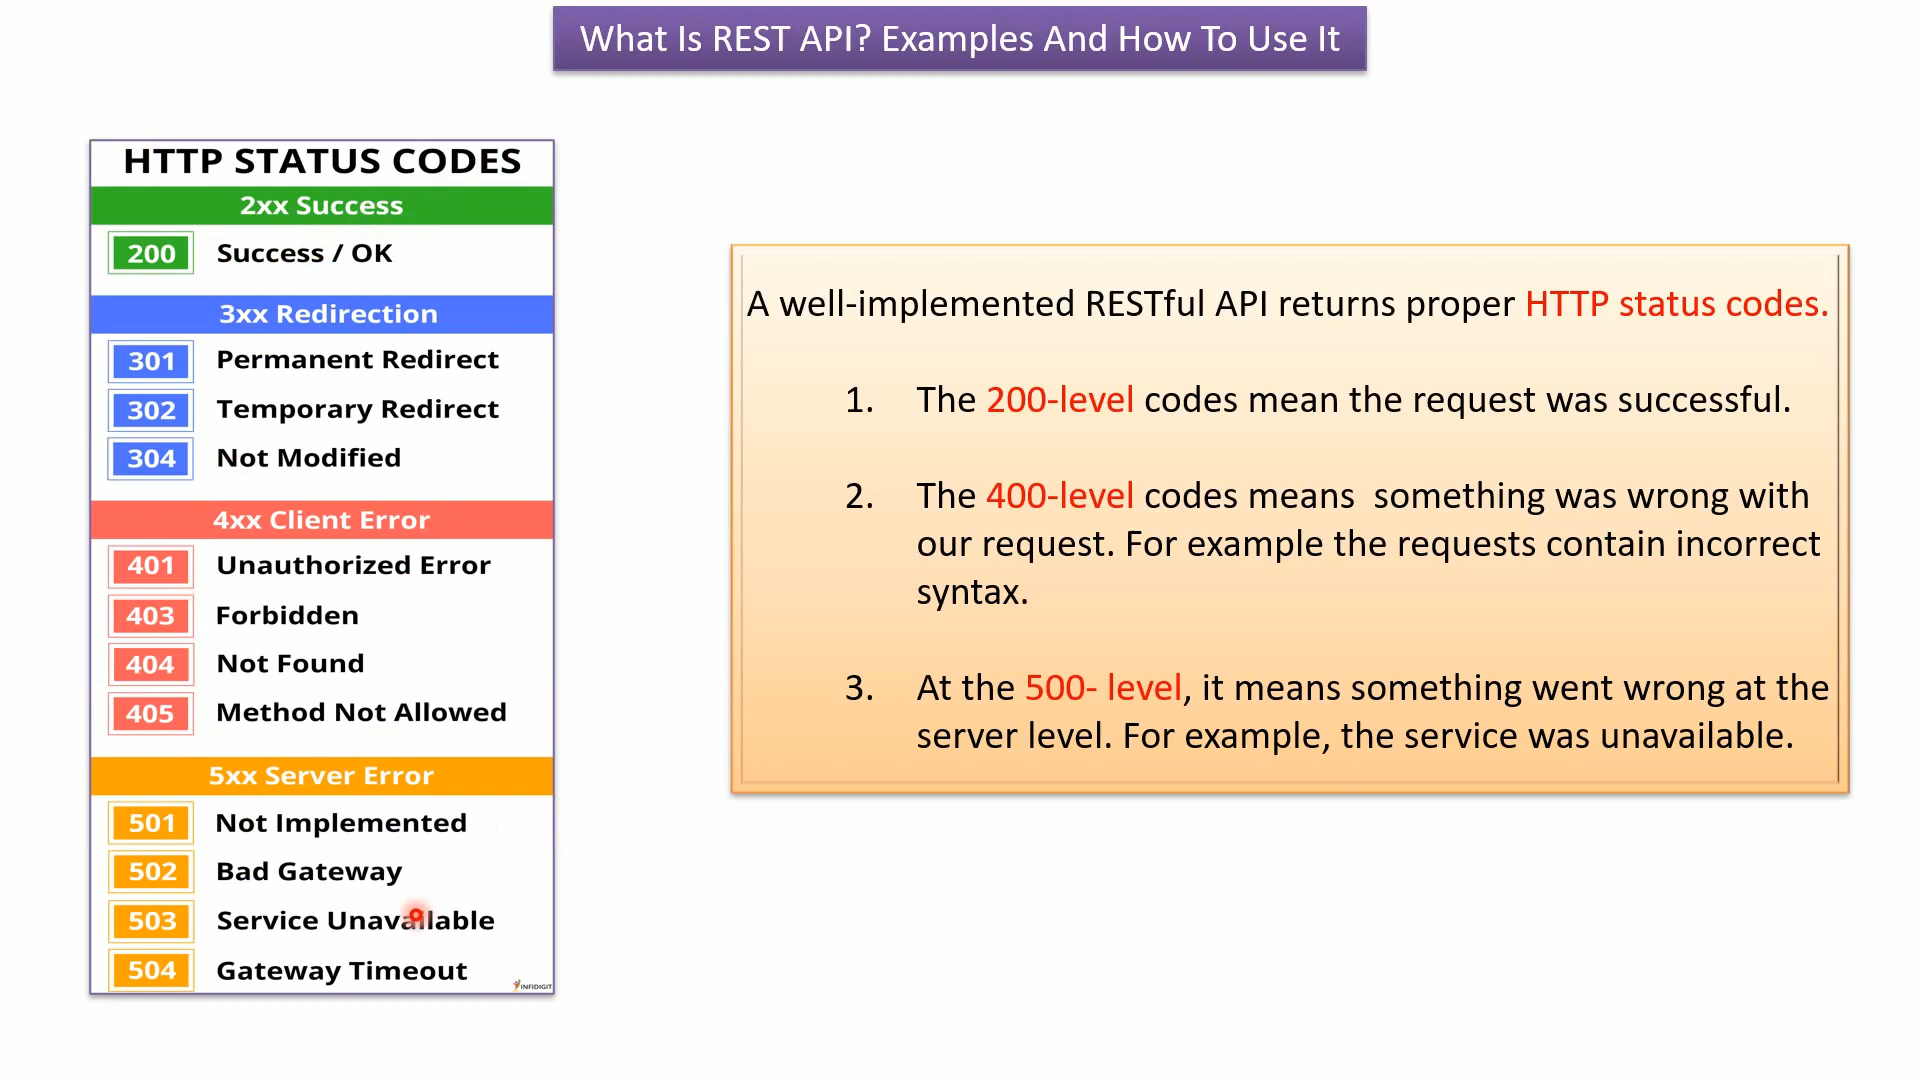 What Is REST API? Examples And How To Use It
HTTP STATUS CODES
2xx Success
200 Success / OK
3xx Redirection
301 Permanent Redirect
302 Temporary Redirect
304 Not Modified
4xx Client Error
401 Unauthorized Error
403 Forbidden
404 Not Found
405 Method Not Allowed
5xx Server Error
501 Not Implemented
502 Bad Gateway
503 Service Unavailable
504 Gateway Timeout
INFIDIGIT
A well-implemented RESTful API returns proper HTTP status codes.
1. The 200-level codes mean the request was successful.
2. The 400-level codes means something was wrong with
our request. For example the requests contain incorrect
syntax.
3. At the 500- level, it means something went wrong at the
server level. For example, the service was unavailable.